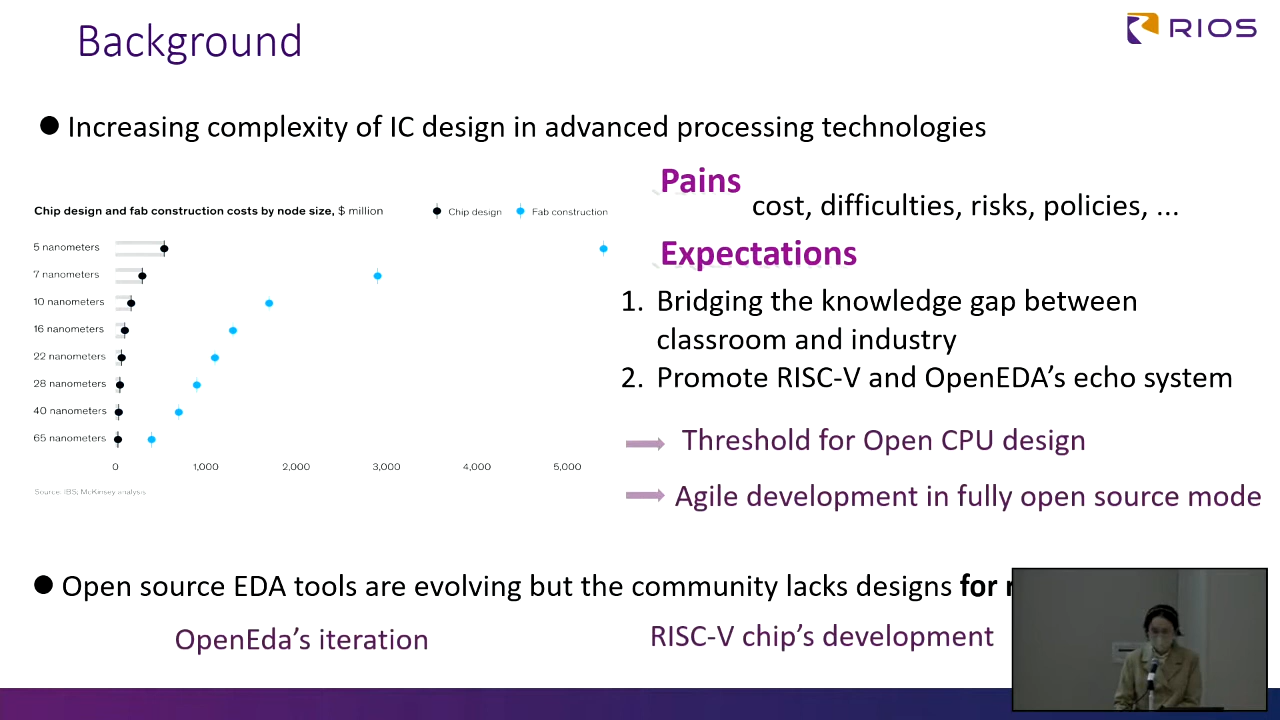 Background
RIOS
● Increasing complexity of IC design in advanced processing technologies
Pains
cost, difficulties, risks, policies, ...
Chip design and fab construction costs by node size, $ million
Chip design
Fab construction
5 nanometers
7 nanometers
10 nanometers
16 nanometers
22 nanometers
28 nanometers
40 nanometers
65 nanometers
0 1,000 2,000 3,000 4,000 5,000
Source: IBS; McKinsey analysis
Expectations
1. Bridging the knowledge gap between
classroom and industry
2. Promote RISC-V and OpenEDA’s echo system
Threshold for Open CPU design
Agile development in fully open source mode
● Open source EDA tools are evolving but the community lacks designs for
OpenEda’s iteration
RISC-V chip’s development